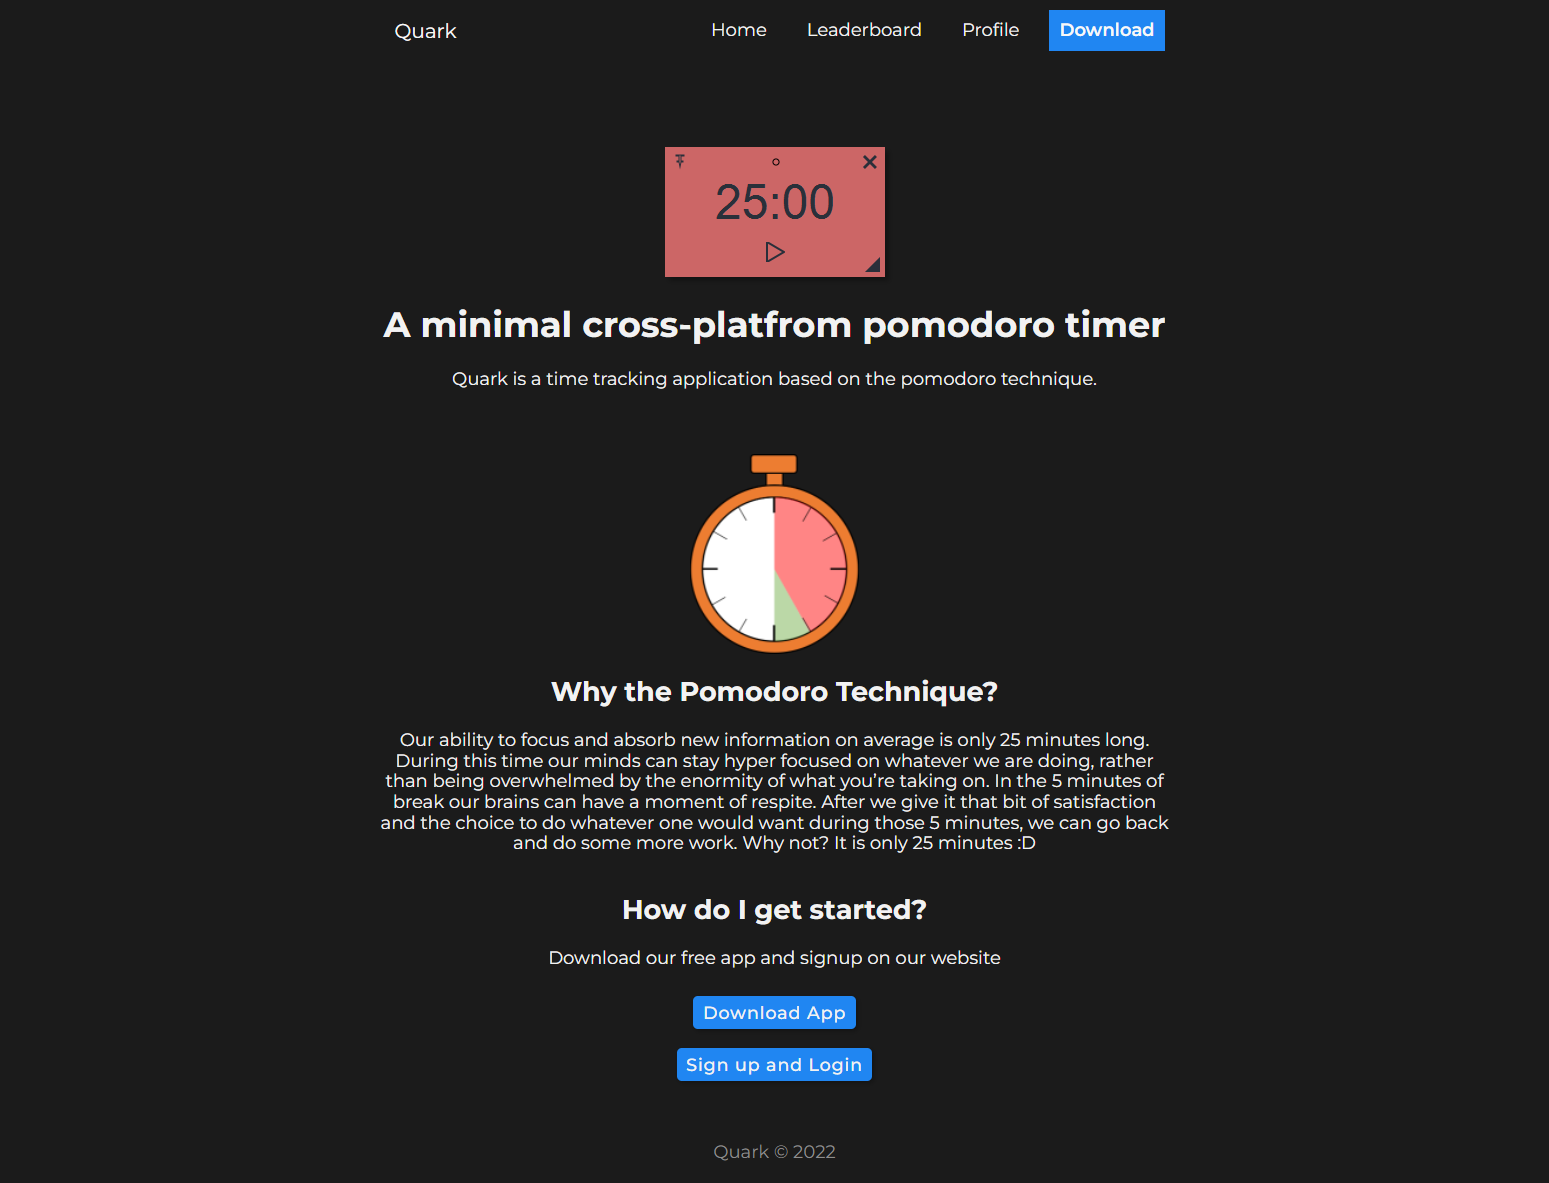 Quark
Home
Leaderboard
Profile
Download
25:00
A minimal cross-platfrom pomodoro timer
Quark is a time tracking application based on the pomodoro technique.
Why the Pomodoro Technique?
Our ability to focus and absorb new information on average is only 25 minutes long.
During this time our minds can stay hyper focused on whatever we are doing, rather
than being overwhelmed by the enormity of what you’re taking on. In the 5 minutes of
break our brains can have a moment of respite. After we give it that bit of satisfaction
and the choice to do whatever one would want during those 5 minutes, we can go back
and do some more work. Why not? It is only 25 minutes :D
How do I get started?
Download our free app and signup on our website
Download App
Sign up and Login
Quark © 2022